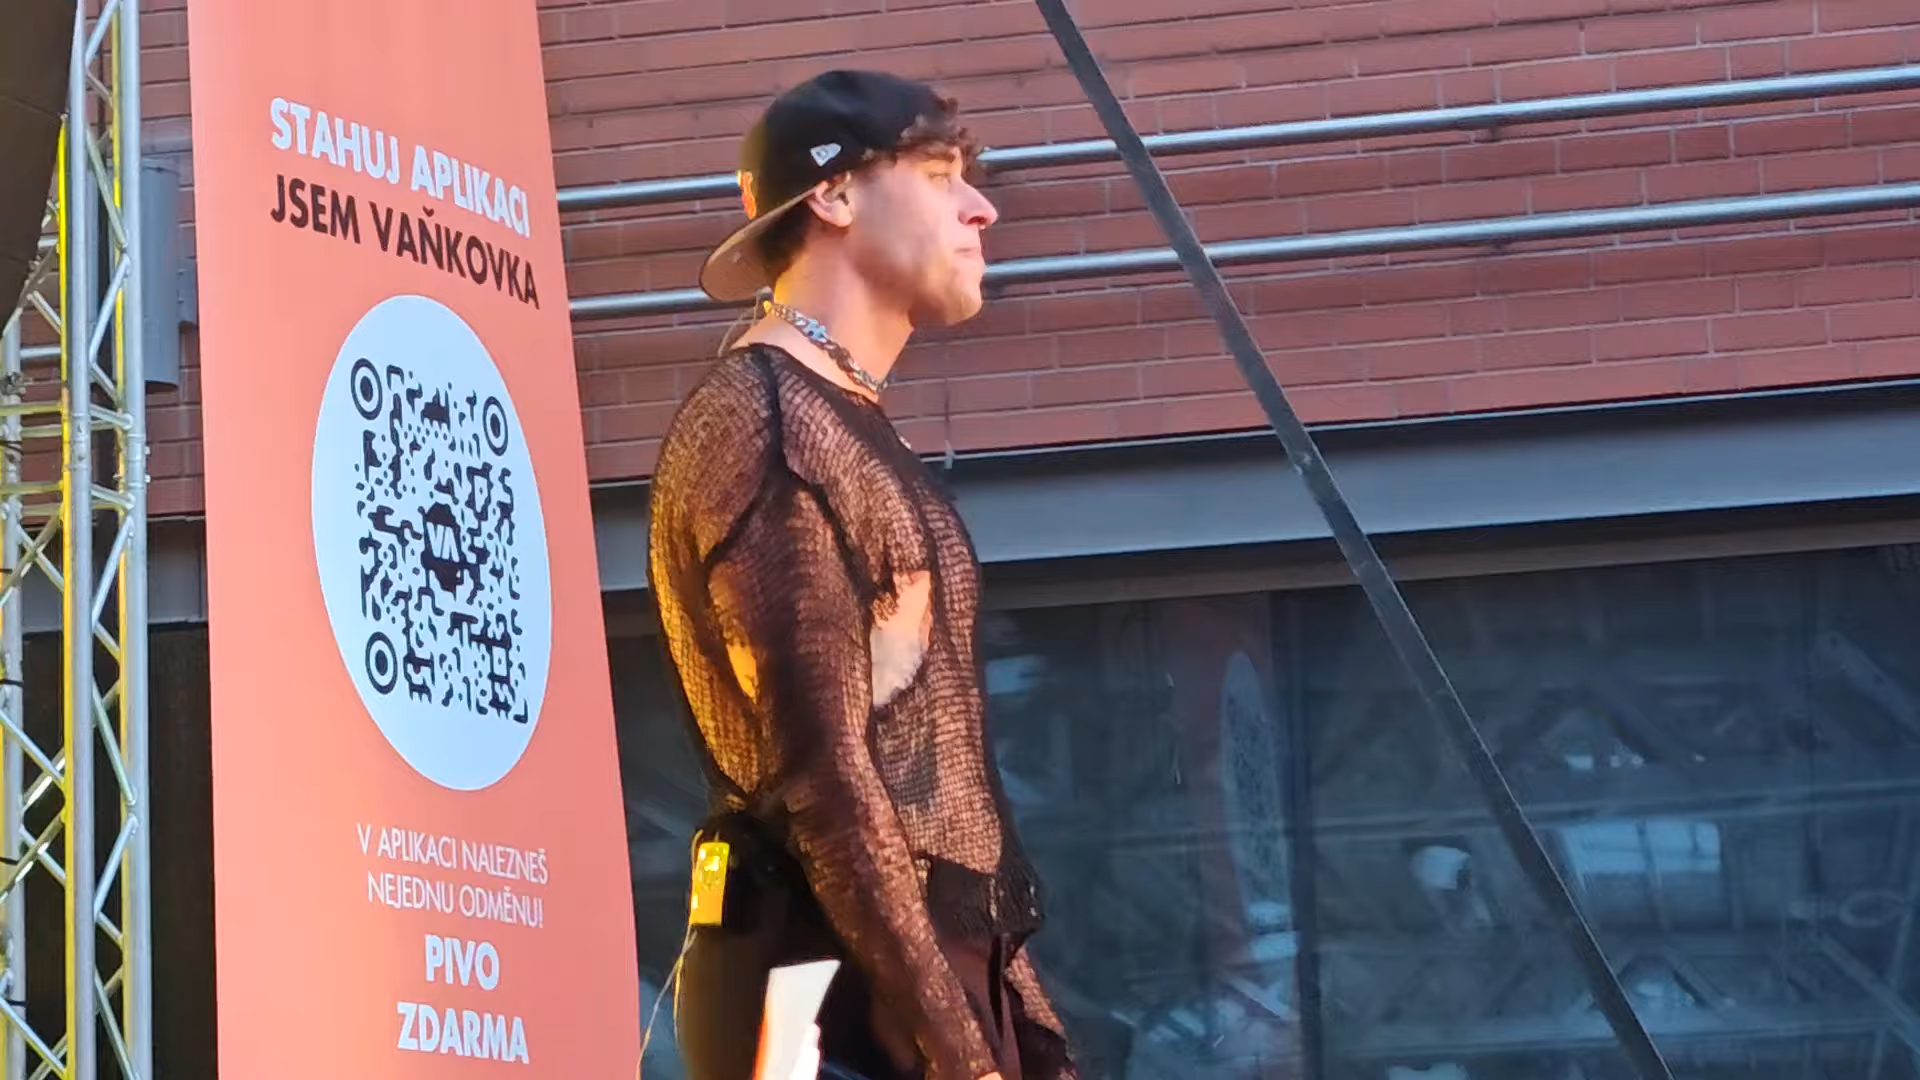 STAHUJ APLIKACI
JSEM VAŇKOVKA
VA
V APLIKACI NALEZNEŠ
NEJEDNU ODMĚNU!
PIVO
ZDARMA